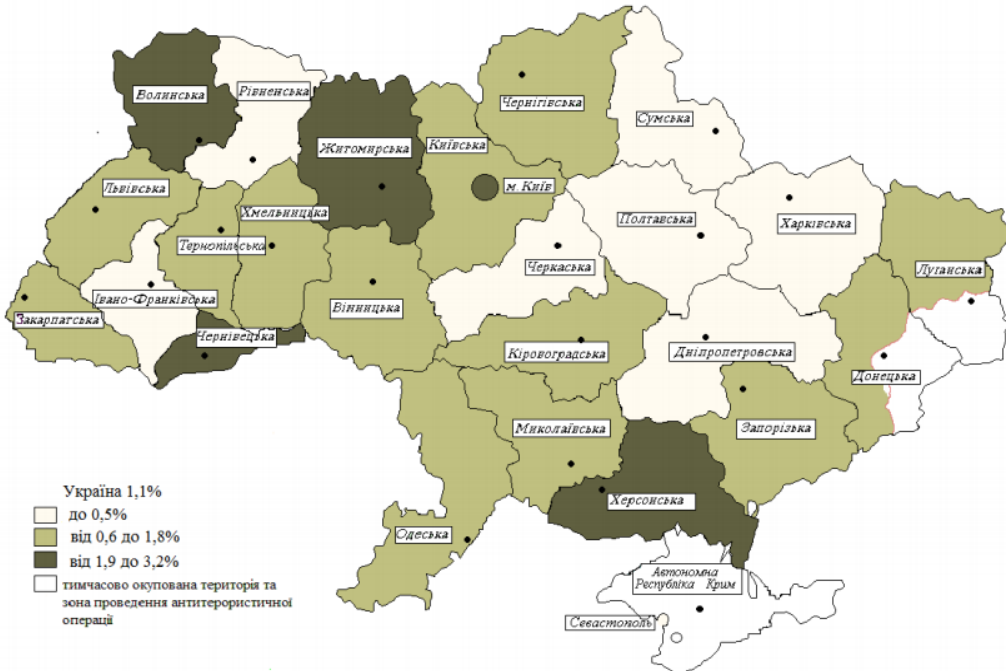 Волинська
Рівненська
Житомирська
Київська
Чернігівська
Сумська
м. Київ
Львівська
Хмельницька
Тернопільська
Полтавська
Харківська
Черкаська
Луганська
Івано-Франківська
Закарпатська
Вінницька
Чернівецька
Кіровоградська
Дніпропетровська
Донецька
Миколаївська
Запорізька
Херсонська
Одеська
Автономна
Республіка Крим
Севастополь
Україна 1,1%
до 0,5%
від 0,6 до 1,8%
від 1,9 до 3,2%
тимчасово окупована територія та
зона проведення антитерористичної
операції